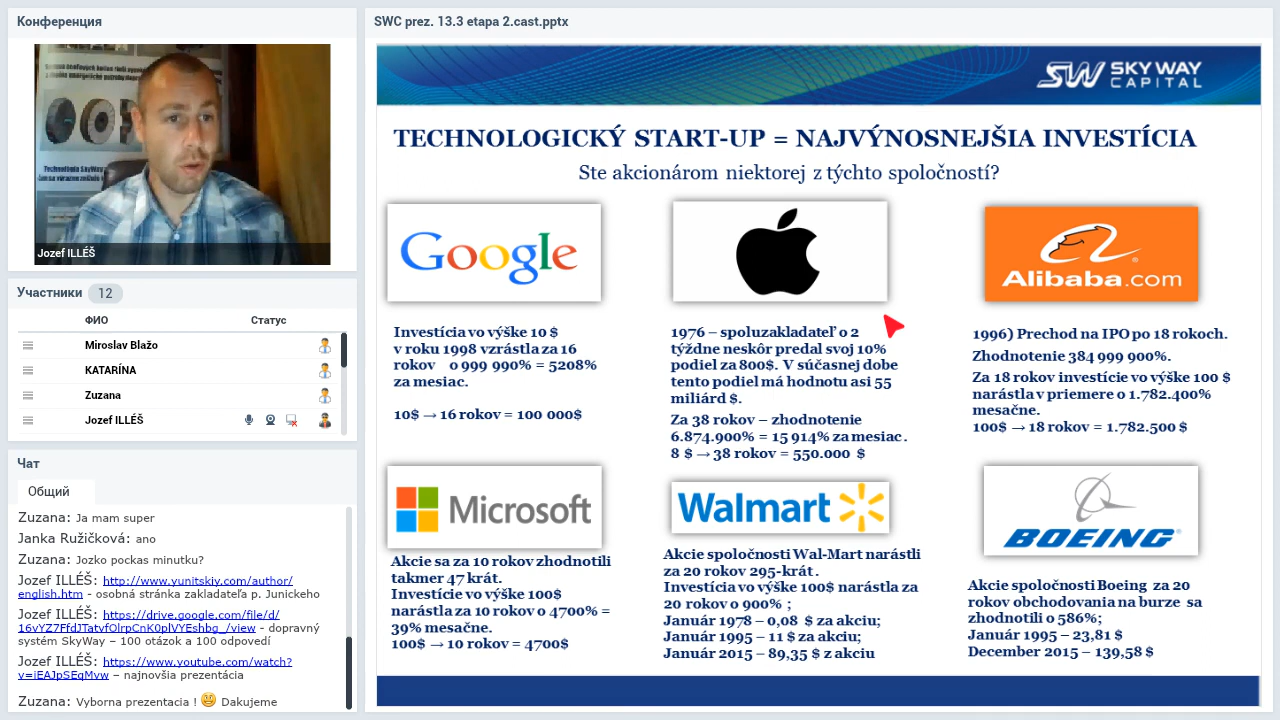 Конференция
Technológia SkyWay
Jozef ILLÉŠ
Участники 12
ФИО Статус
Miroslav Blažo
KATARÍNA
Zuzana
Jozef ILLÉŠ
Чат
Общий
Zuzana: Ja mam super
Janka Ružičková: ano
Zuzana: Jozko pockas minutku?
Jozef ILLÉŠ: http://www.yunitskiy.com/author/
english.htm - osobná stránka zakladateľa p. Junickeho
Jozef ILLÉŠ: https://drive.google.com/file/d/
16vYZ7FfdJTatvfOlrpCnK0plVYEshbg_/view - dopravný
systém SkyWay – 100 otázok a 100 odpovedí
Jozef ILLÉŠ: https://www.youtube.com/watch?
v=iEAJpSEqMvw – najnovšia prezentácia
Zuzana: Vyborna prezentacia ! Dakujeme
SWC prez. 13.3 etapa 2.cast.pptx
SW SKY WAY
CAPITAL
TECHNOLOGICKÝ START-UP = NAJVÝNOSNEJŠIA INVESTÍCIA
Ste akcionárom niektorej z týchto spoločností?
Google
Investícia vo výške 10 $
v roku 1998 vzrástla za 16
rokov o 999 990% = 5208%
za mesiac.
10$ → 16 rokov = 100 000$
1976 – spoluzakladateľ o 2
týždne neskôr predal svoj 10%
podiel za 800$. V súčasnej dobe
tento podiel má hodnotu asi 55
miliárd $.
Za 38 rokov – zhodnotenie
6.874.900% = 15 914% za mesiac.
8 $ → 38 rokov = 550.000 $
Alibaba.com
1996) Prechod na IPO po 18 rokoch.
Zhodnotenie 384 999 900%.
Za 18 rokov investície vo výške 100 $
narástla v priemere o 1.782.400%
mesačne.
100$ → 18 rokov = 1.782.500 $
Microsoft
Akcie sa za 10 rokov zhodnotili
takmer 47 krát.
Investície vo výške 100$
narástla za 10 rokov o 4700% =
39% mesačne.
100$ → 10 rokov = 4700$
Walmart
Akcie spoločnosti Wal-Mart narástli
za 20 rokov 295-krát.
Investícia vo výške 100$ narástla za
20 rokov o 900% ;
Január 1978 – 0,08 $ za akciu;
Január 1995 – 11 $ za akciu;
Január 2015 – 89,35 $ z akciu
BOEING
Akcie spoločnosti Boeing za 20
rokov obchodovania na burze sa
zhodnotili o 586%;
Január 1995 – 23,81 $
December 2015 – 139,58 $